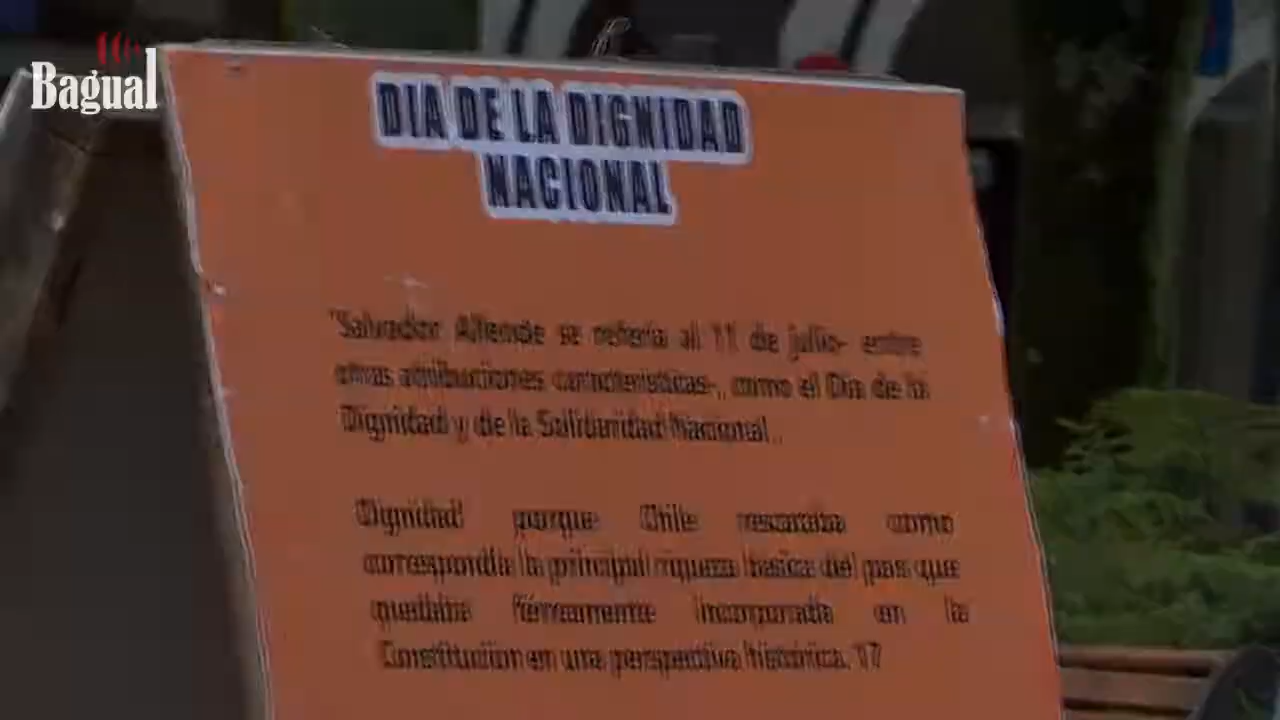 Bagual
DIA DE LA DIGNIDAD
NACIONAL
"Salvador Allende se refería al 11 de julio- entre
otras atribuciones características-, como el Día de la
Dignidad y de la Solidaridad Nacional.
Dignidad porque Chile rescataba como
correspondía la principal riqueza básica del país que
quedaba férreamente incorporada en la
Constitución en una perspectiva histórica. 17